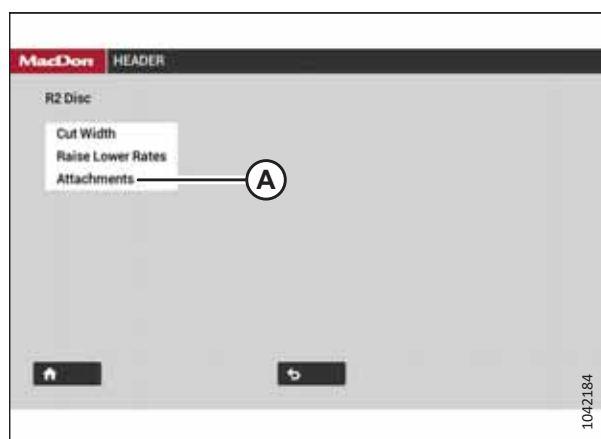 MacDon HEADER
R2 Disc
Cut Width
Raise Lower Rates
Attachments
A
1042184